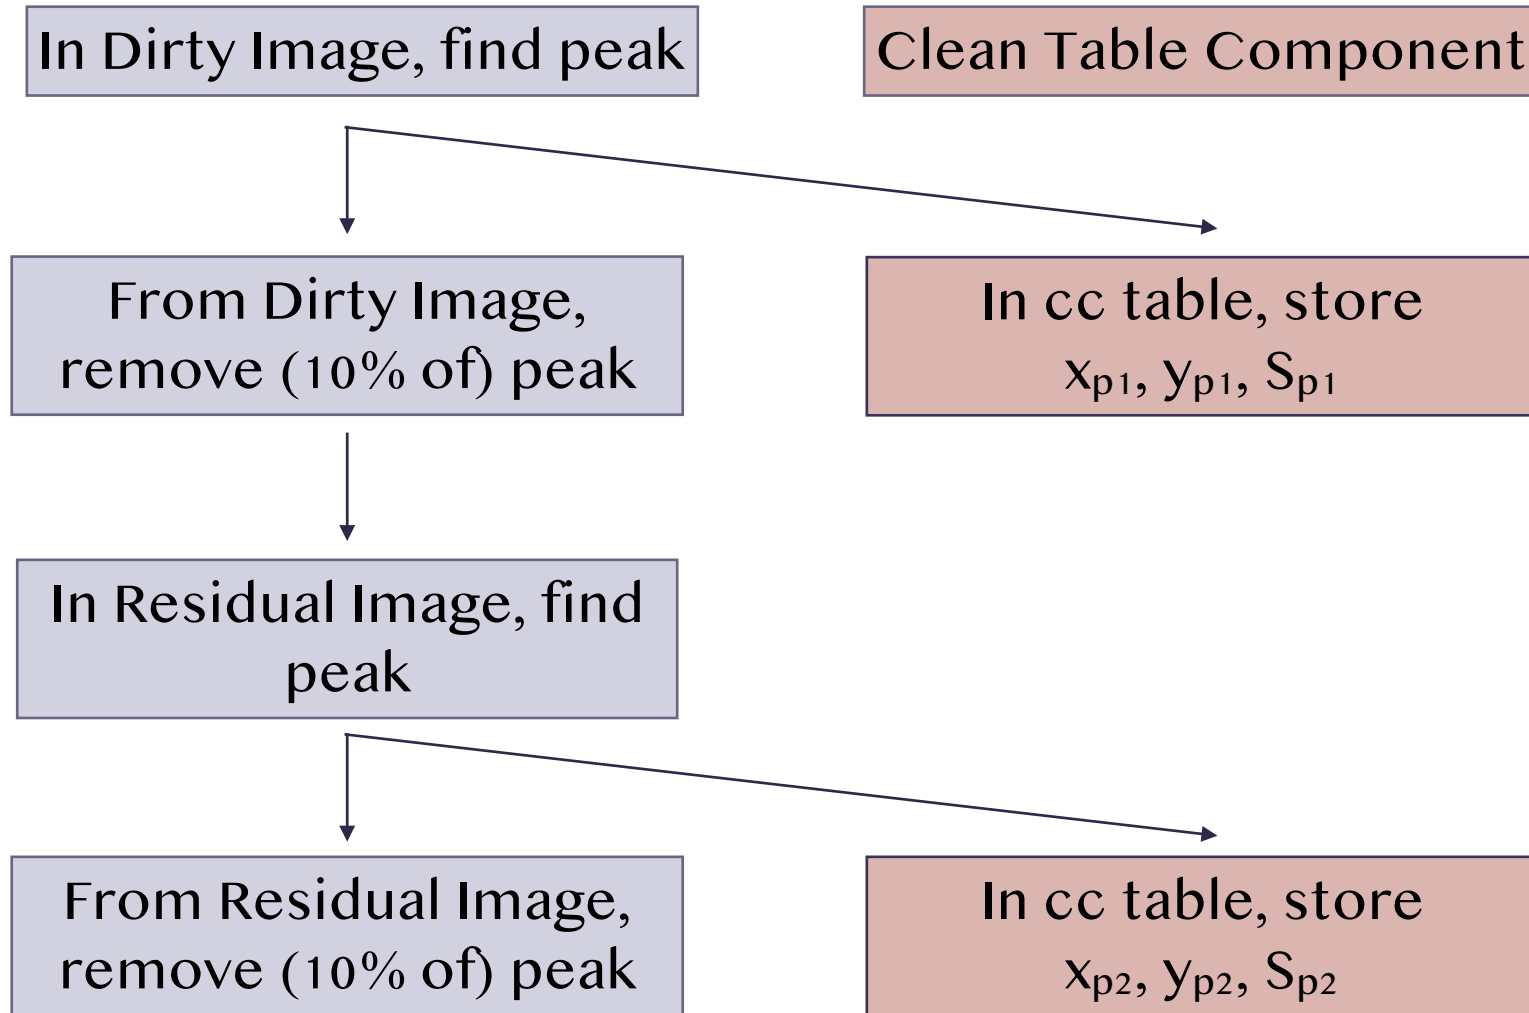 In Dirty Image, find peak
Clean Table Component
From Dirty Image,
remove (10% of) peak
In cc table, store
xp1, yp1, Sp1
In Residual Image, find
peak
From Residual Image,
remove (10% of) peak
In cc table, store
xp2, yp2, Sp2